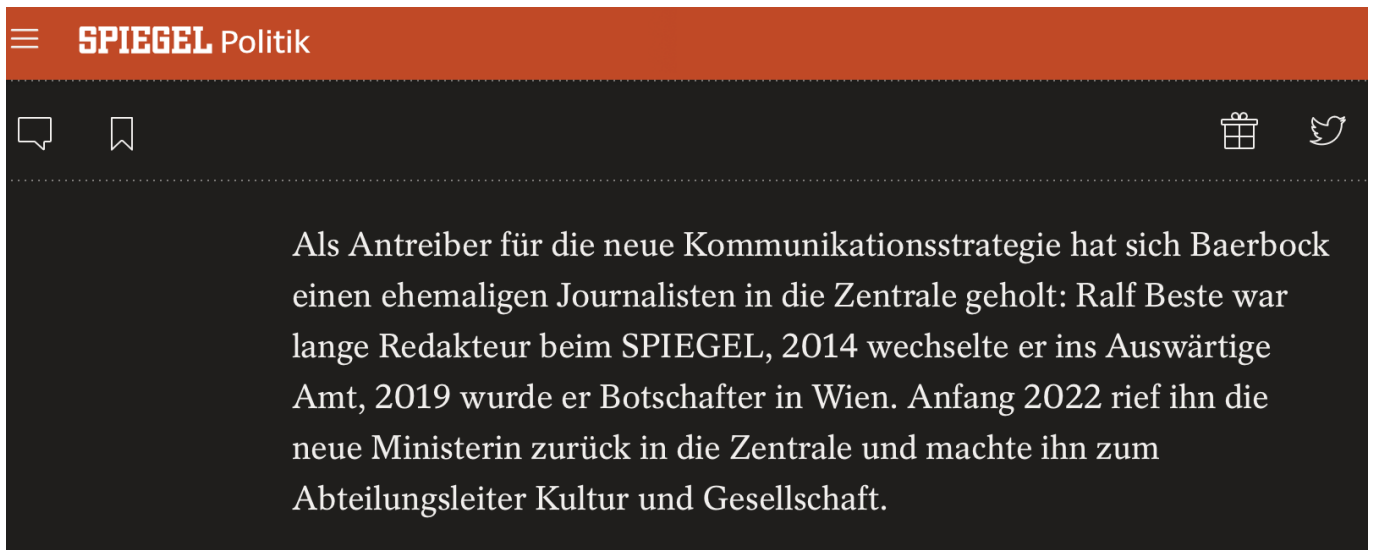 SPIEGEL Politik
Als Antreiber für die neue Kommunikationsstrategie hat sich Baerbock
einen ehemaligen Journalisten in die Zentrale geholt: Ralf Beste war
lange Redakteur beim SPIEGEL, 2014 wechselte er ins Auswärtige
Amt, 2019 wurde er Botschafter in Wien. Anfang 2022 rief ihn die
neue Ministerin zurück in die Zentrale und machte ihn zum
Abteilungsleiter Kultur und Gesellschaft.